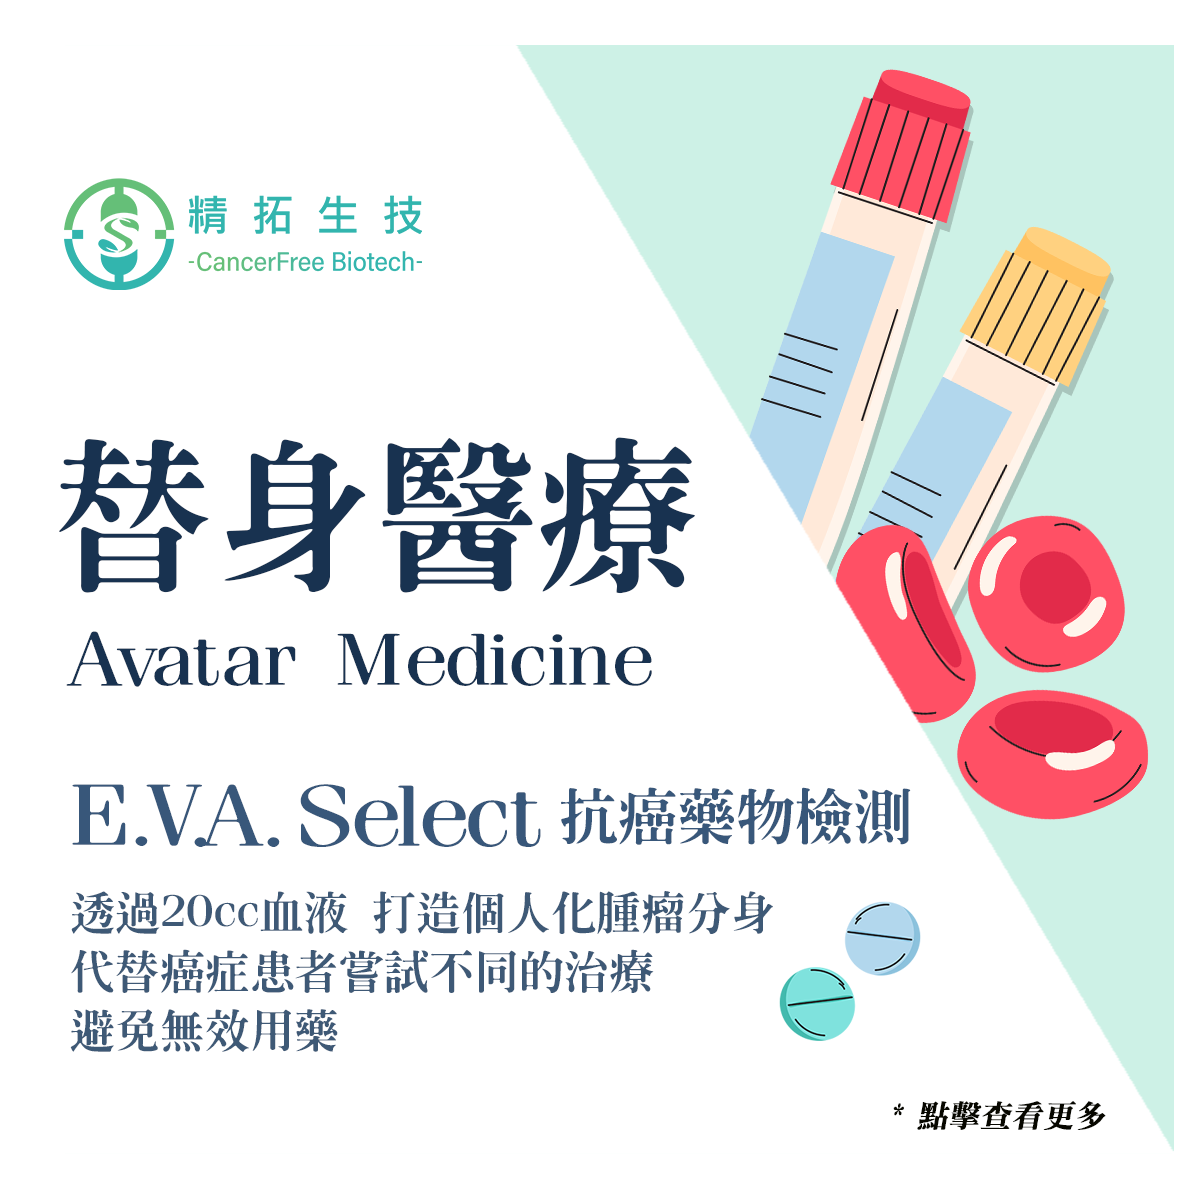 精拓生技
-CancerFree Biotech-
替身醫療
Avatar Medicine
E.V.A. Select 抗癌藥物檢測
透過20cc血液 打造個人化腫瘤分身
代替癌症患者嘗試不同的治療
避免無效用藥
* 點擊查看更多